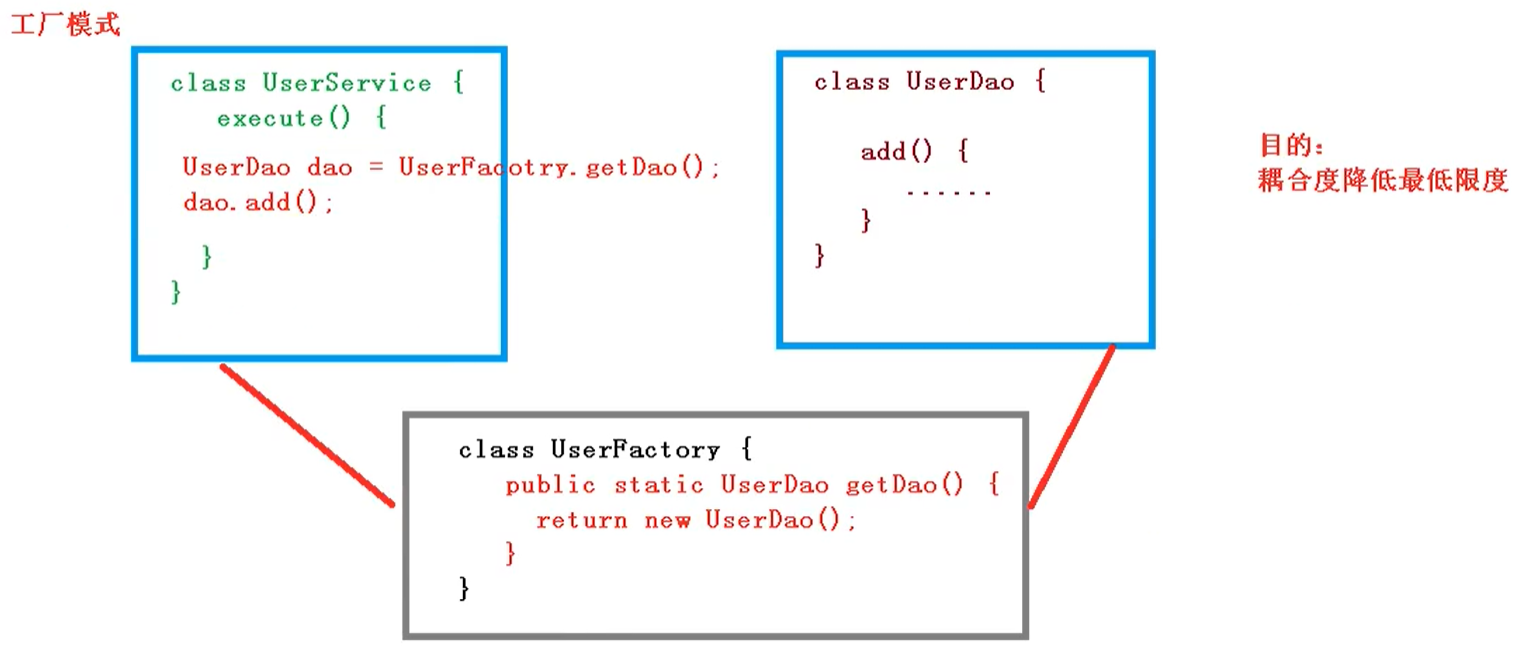 工厂模式
class UserService {
execute() {
UserDao dao = UserFacotry.getDao();
dao.add();
}
}
class UserDao {
add() {
......
}
}
目的:
耦合度降低最低限度
class UserFactory {
public static UserDao getDao() {
return new UserDao();
}
}